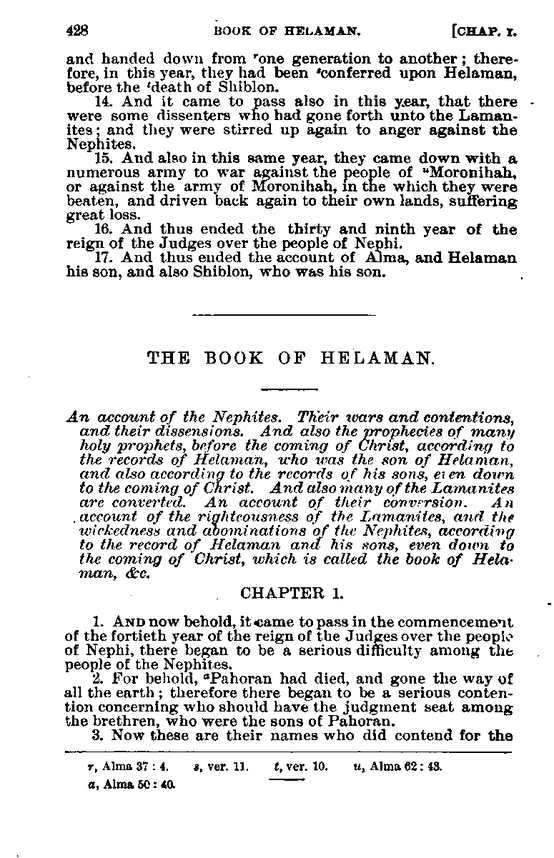 428 BOOK OF HELAMAN. [CHAP. I.
and handed down from ʳone generation to another; there-
fore, in this year, they had been ˢconferred upon Helaman,
before the ᵗdeath of Shiblon.
14. And it came to pass also in this year, that there
were some dissenters who had gone forth unto the Laman-
ites; and they were stirred up again to anger against the
Nephites.
15. And also in this same year, they came down with a
numerous army to war against the people of ᵘMoronihah,
or against the army of Moronihah, in the which they were
beaten, and driven back again to their own lands, suffering
great loss.
16. And thus ended the thirty and ninth year of the
reign of the Judges over the people of Nephi.
17. And thus ended the account of Alma, and Helaman
his son, and also Shiblon, who was his son.
THE BOOK OF HELAMAN.
An account of the Nephites. Their wars and contentions,
and their dissensions. And also the prophecies of many
holy prophets, before the coming of Christ, according to
the records of Helaman, who was the son of Helaman,
and also according to the records of his sons, even down
to the coming of Christ. And also many of the Lamanites
are converted. An account of their conversion. An
account of the righteousness of the Lamanites, and the
wickedness and abominations of the Nephites, according
to the record of Helaman and his sons, even down to
the coming of Christ, which is called the book of Hela-
man, &c.
CHAPTER 1.
1. AND now behold, it came to pass in the commencement
of the fortieth year of the reign of the Judges over the people
of Nephi, there began to be a serious difficulty among the
people of the Nephites.
2. For behold, ᵃPahoran had died, and gone the way of
all the earth; therefore there began to be a serious conten-
tion concerning who should have the judgment seat among
the brethren, who were the sons of Pahoran.
3. Now these are their names who did contend for the
r, Alma 37 : 4. s, ver. 11. t, ver. 10. u, Alma 62 : 43.
a, Alma 50 : 40.